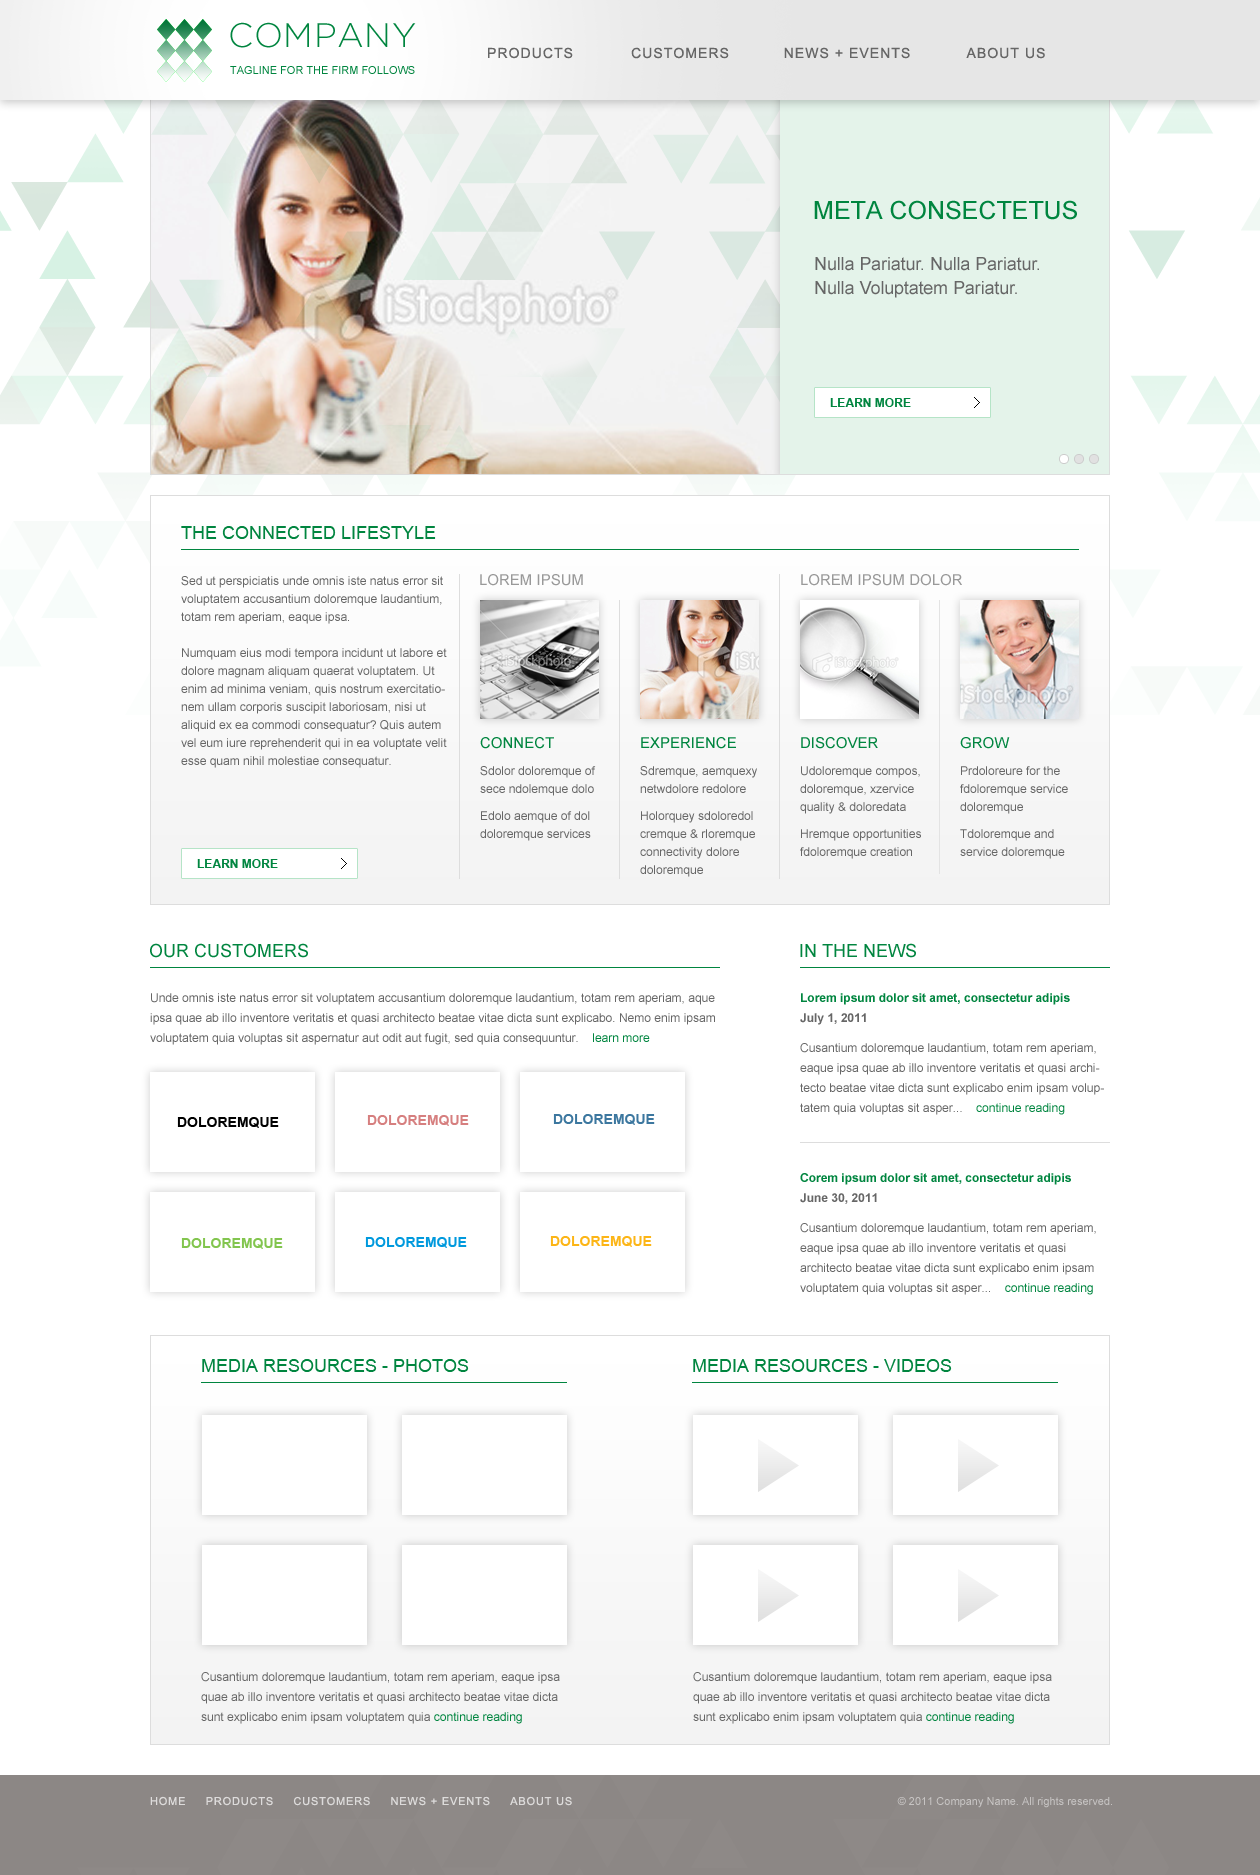 COMPANY
TAGLINE FOR THE FIRM FOLLOWS
PRODUCTS
CUSTOMERS
NEWS + EVENTS
ABOUT US
iStockphoto
META CONSECTETUS
Nulla Pariatur. Nulla Pariatur.
Nulla Voluptatem Pariatur.
LEARN MORE
THE CONNECTED LIFESTYLE
Sed ut perspiciatis unde omnis iste natus error sit
voluptatem accusantium doloremque laudantium,
totam rem aperiam, eaque ipsa.
Numquam eius modi tempora incidunt ut labore et
dolore magnam aliquam quaerat voluptatem. Ut
enim ad minima veniam, quis nostrum exercitatio-
nem ullam corporis suscipit laboriosam, nisi ut
aliquid ex ea commodi consequatur? Quis autem
vel eum iure reprehenderit qui in ea voluptate velit
esse quam nihil molestiae consequatur.
LEARN MORE
LOREM IPSUM
iStockphoto
CONNECT
Sdolor doloremque of
sece ndolemque dolo
Edolo aemque of dol
doloremque services
iSto
EXPERIENCE
Sdremque, aemquexy
netwdolore redolore
Holorquey sdoloredol
cremque & rloremque
connectivity dolore
doloremque
LOREM IPSUM DOLOR
iStockphoto
DISCOVER
Udoloremque compos,
doloremque, xzervice
quality & doloredata
Hremque opportunities
fdoloremque creation
iStockphoto
GROW
Prdoloreure for the
fdoloremque service
doloremque
Tdoloremque and
service doloremque
OUR CUSTOMERS
Unde omnis iste natus error sit voluptatem accusantium doloremque laudantium, totam rem aperiam, aque
ipsa quae ab illo inventore veritatis et quasi architecto beatae vitae dicta sunt explicabo. Nemo enim ipsam
voluptatem quia voluptas sit aspernatur aut odit aut fugit, sed quia consequuntur. learn more
DOLOREMQUE
DOLOREMQUE
DOLOREMQUE
DOLOREMQUE
DOLOREMQUE
DOLOREMQUE
IN THE NEWS
Lorem ipsum dolor sit amet, consectetur adipis
July 1, 2011
Cusantium doloremque laudantium, totam rem aperiam,
eaque ipsa quae ab illo inventore veritatis et quasi archi-
tecto beatae vitae dicta sunt explicabo enim ipsam volup-
tatem quia voluptas sit asper... continue reading
Corem ipsum dolor sit amet, consectetur adipis
June 30, 2011
Cusantium doloremque laudantium, totam rem aperiam,
eaque ipsa quae ab illo inventore veritatis et quasi
architecto beatae vitae dicta sunt explicabo enim ipsam
voluptatem quia voluptas sit asper... continue reading
MEDIA RESOURCES - PHOTOS
Cusantium doloremque laudantium, totam rem aperiam, eaque ipsa
quae ab illo inventore veritatis et quasi architecto beatae vitae dicta
sunt explicabo enim ipsam voluptatem quia continue reading
MEDIA RESOURCES - VIDEOS
Cusantium doloremque laudantium, totam rem aperiam, eaque ipsa
quae ab illo inventore veritatis et quasi architecto beatae vitae dicta
sunt explicabo enim ipsam voluptatem quia continue reading
HOME
PRODUCTS
CUSTOMERS
NEWS + EVENTS
ABOUT US
© 2011 Company Name. All rights reserved.